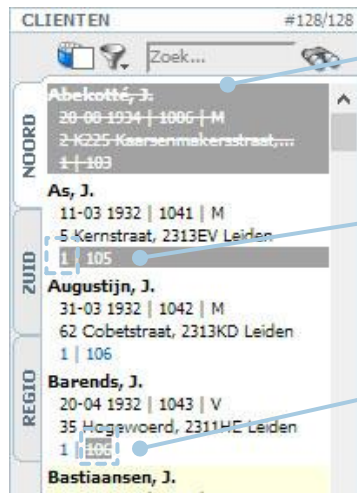 CLIENTEN #128/128
Zoek...
NOORD
ZUID
REGIO
Abekotté, J.
20-08 1934 | 1006 | M
2 K225 Kaarsenmakersstraat,...
1 | 103
As, J.
11-03 1932 | 1041 | M
5 Kernstraat, 2313EV Leiden
1 | 105
Augustijn, J.
31-03 1932 | 1042 | M
62 Cobetstraat, 2313KD Leiden
1 | 106
Barends, J.
20-04 1932 | 1043 | V
35 Hogewoerd, 2311HE Leiden
1 | 106
Bastiaansen, J.